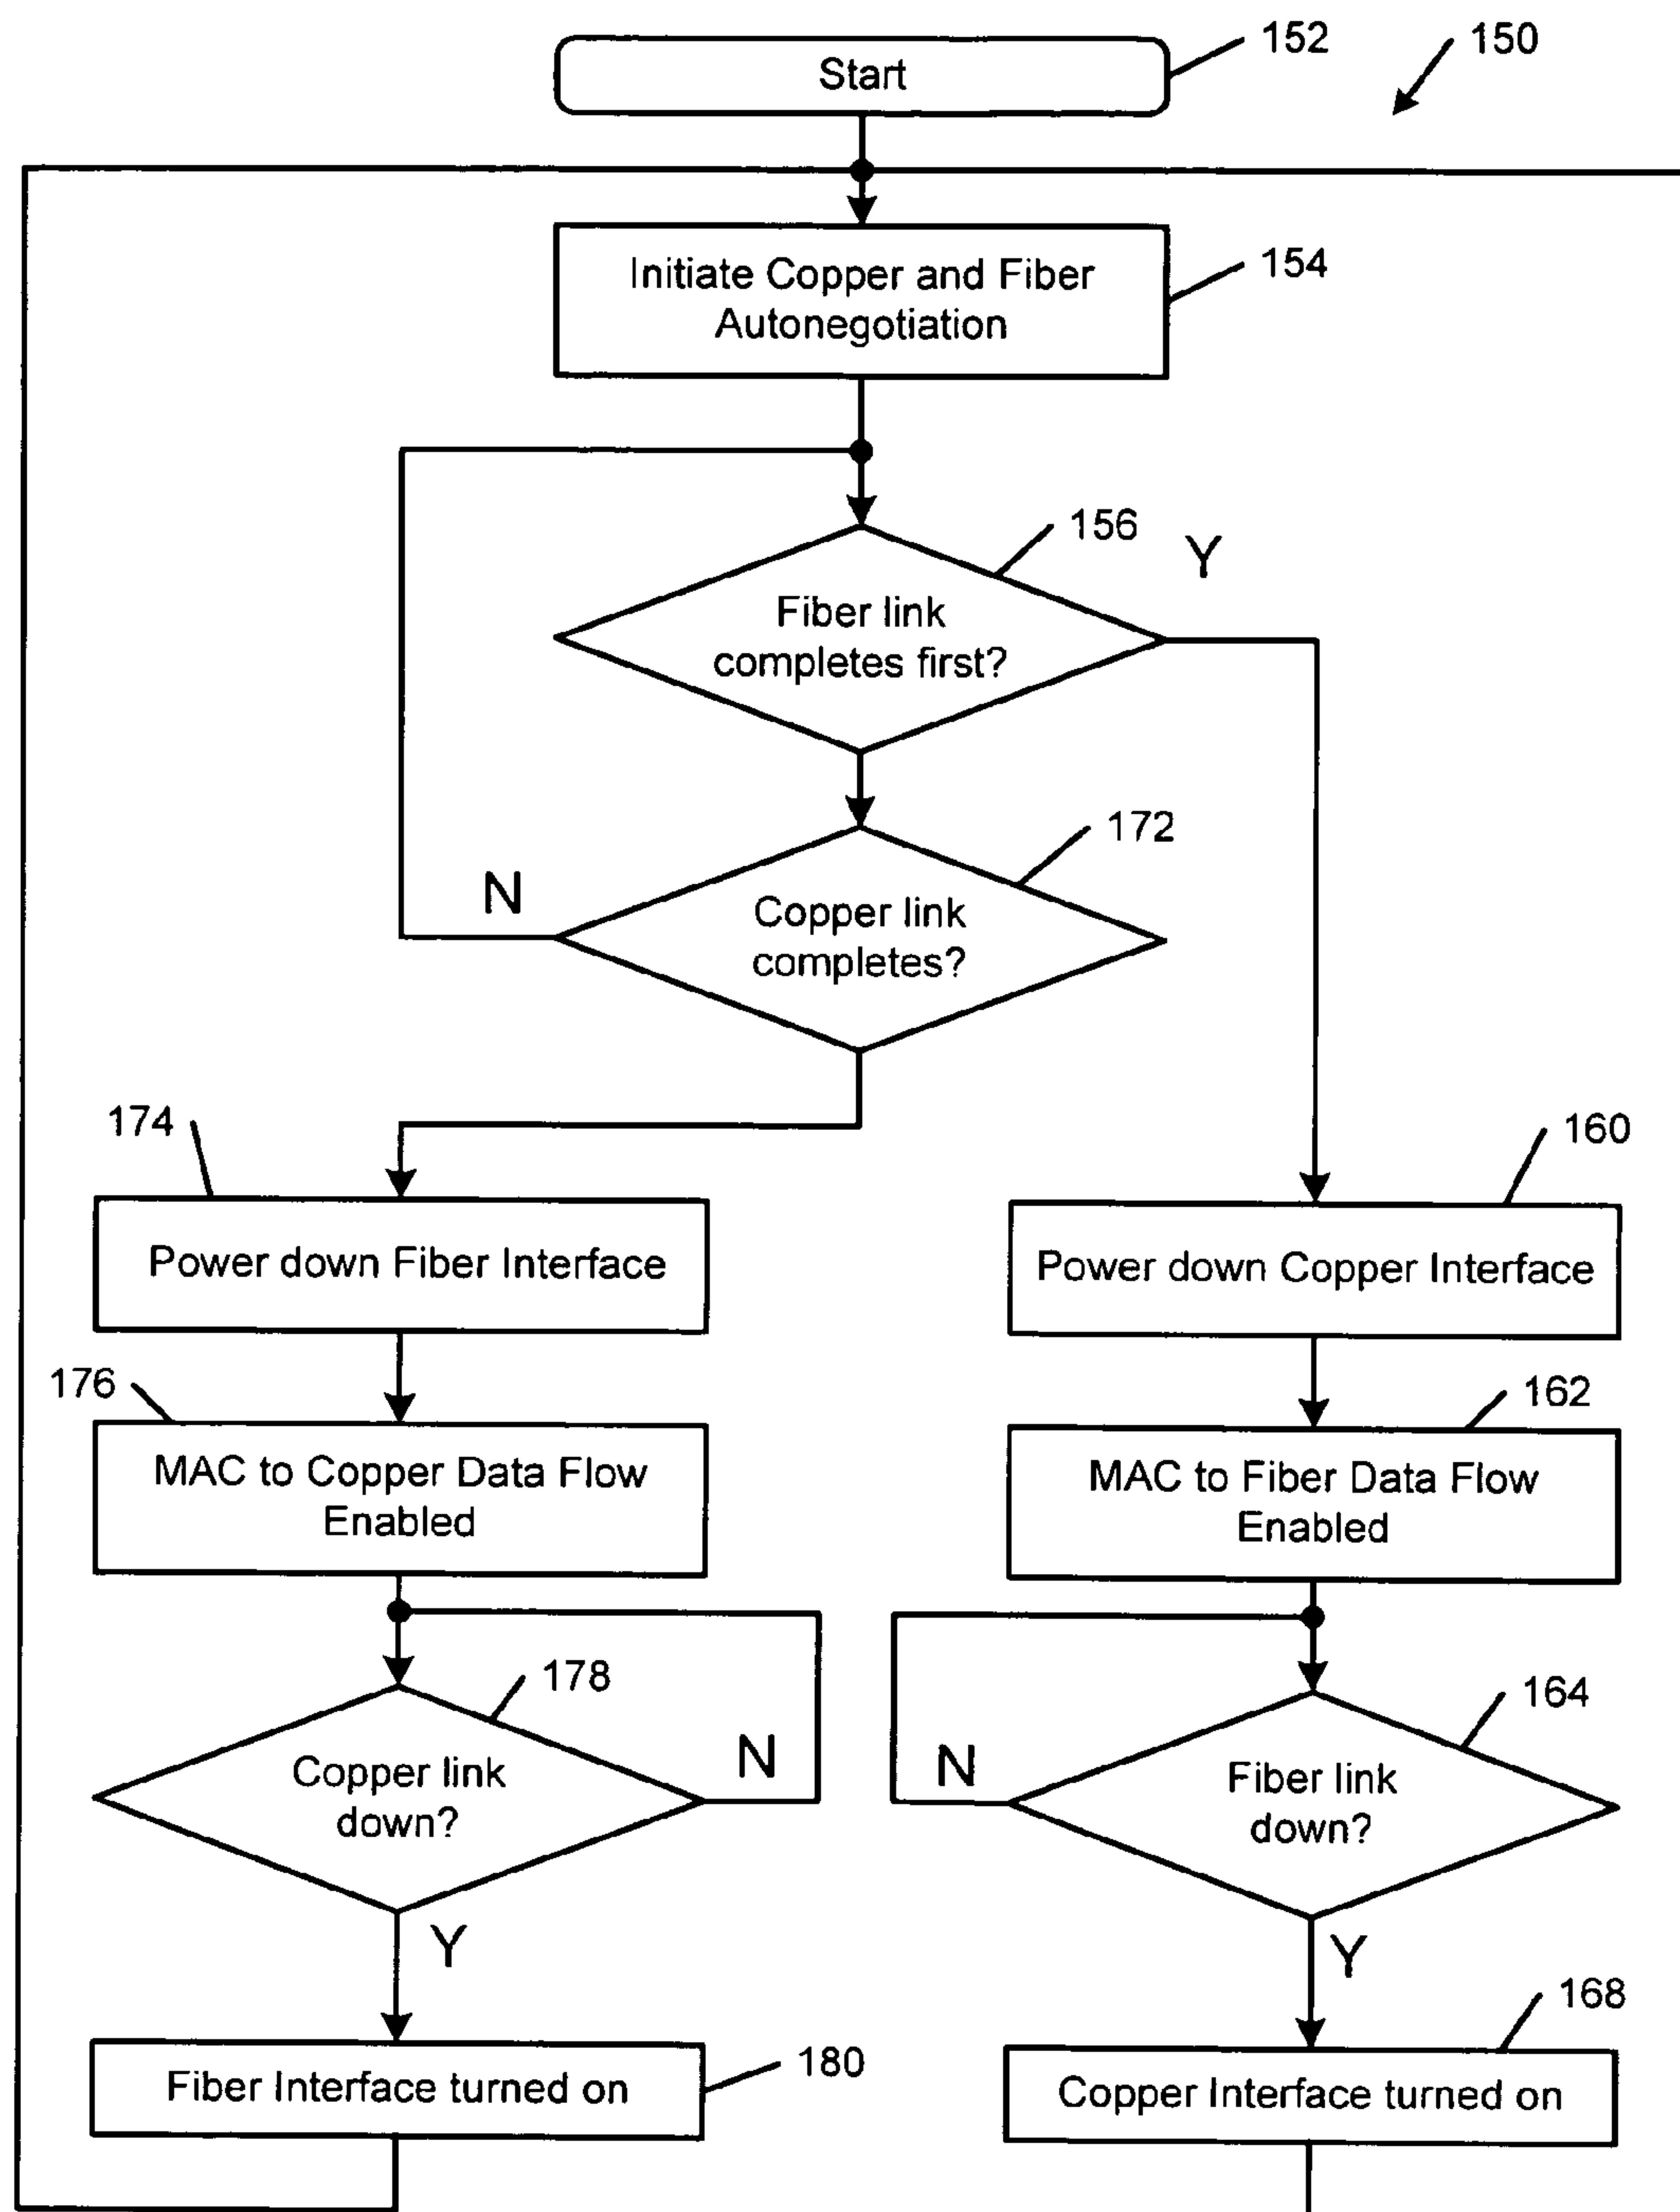 152
150
Start
154
Initiate Copper and Fiber
Autonegotiation
156
Y
Fiber link
completes first?
172
N
Copper link
completes?
174
160
Power down Fiber Interface
Power down Copper Interface
176
162
MAC to Copper Data Flow
Enabled
MAC to Fiber Data Flow
Enabled
178
164
Copper link
down?
N
N
Fiber link
down?
Y
Y
168
Fiber Interface turned on
180
Copper Interface turned on